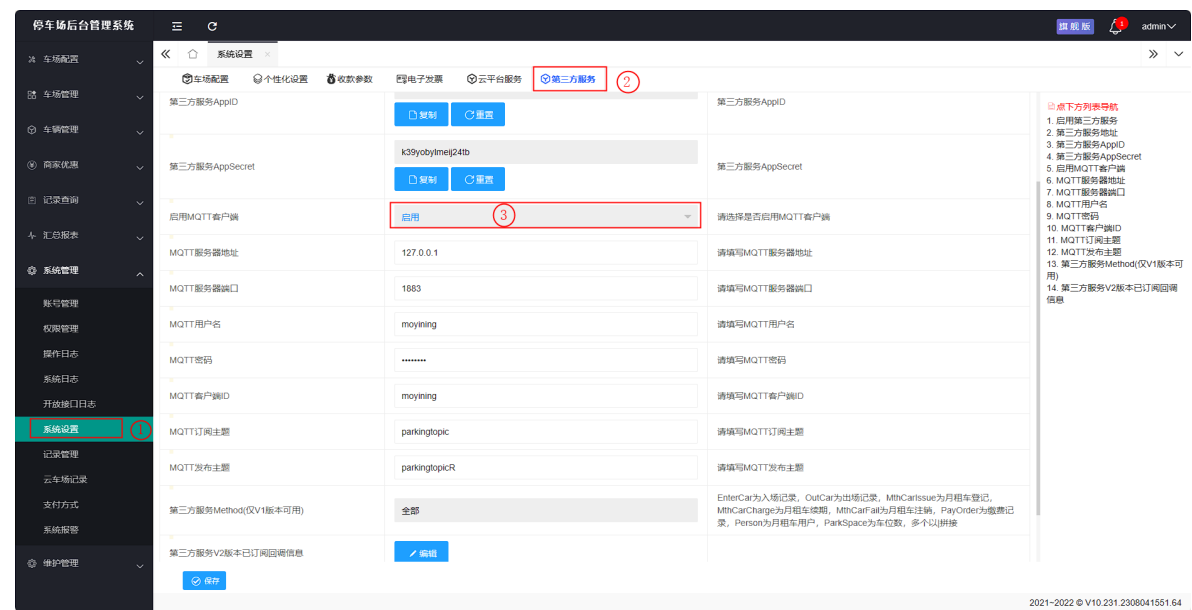 停车场后台管理系统
旗舰版
1
admin
车场配置
车场管理
车辆管理
商家优惠
记录查询
汇总报表
系统管理
账号管理
权限管理
操作日志
系统日志
开放接口日志
系统设置
①
记录管理
云车场记录
支付方式
系统报警
维护管理
系统设置 ×
车场配置 个性化设置 收款参数 电子发票 云平台服务 第三方服务 ②
第三方服务AppID
复制 重置
第三方服务AppID
第三方服务AppSecret
k39yobylmeij24tb
复制 重置
第三方服务AppSecret
启用MQTT客户端 启用 ③ 请选择是否启用MQTT客户端
MQTT服务器地址 127.0.0.1 请填写MQTT服务器地址
MQTT服务器端口 1883 请填写MQTT服务器端口
MQTT用户名 moyining 请填写MQTT用户名
MQTT密码 •••••••• 请填写MQTT密码
MQTT客户端ID moyining 请填写MQTT客户端ID
MQTT订阅主题 parkingtopic 请填写MQTT订阅主题
MQTT发布主题 parkingtopicR 请填写MQTT发布主题
第三方服务Method(仅V1版本可用) 全部
EnterCar为入场记录，OutCar为出场记录，MthCarIssue为月租车登记，
MthCarCharge为月租车续期，MthCarFail为月租车注销，PayOrder为缴费记
录，Person为月租车用户，ParkSpace为车位数，多个以|拼接
第三方服务V2版本已订阅回调信息 编辑
保存
点下方列表导航
1. 启用第三方服务
2. 第三方服务地址
3. 第三方服务AppID
4. 第三方服务AppSecret
5. 启用MQTT客户端
6. MQTT服务器地址
7. MQTT服务器端口
8. MQTT用户名
9. MQTT密码
10. MQTT客户端ID
11. MQTT订阅主题
12. MQTT发布主题
13. 第三方服务Method(仅V1版本可
用)
14. 第三方服务V2版本已订阅回调
信息
2021~2022 © V10.231.2308041551.64